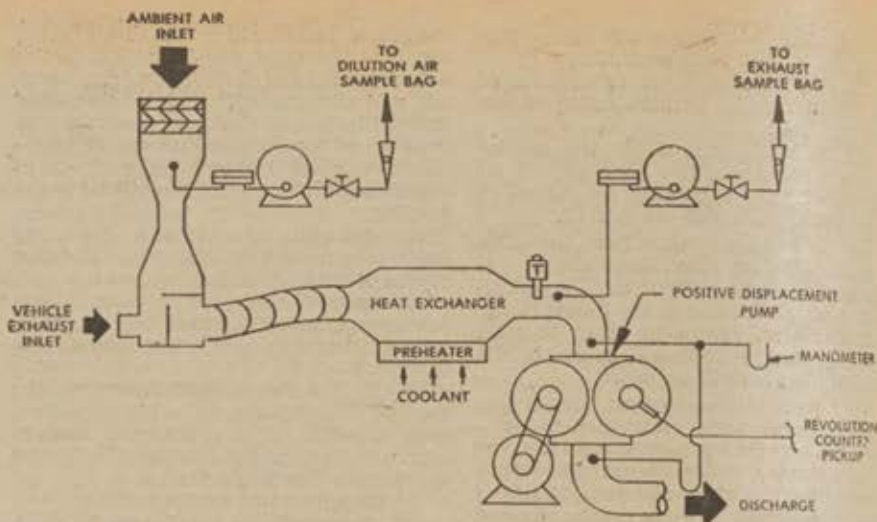 AMBIENT AIR
INLET
TO
DILUTION AIR
SAMPLE BAG
TO
EXHAUST
SAMPLE BAG
T
HEAT EXCHANGER
POSITIVE DISPLACEMENT
PUMP
VEHICLE
EXHAUST
INLET
PREHEATER
COOLANT
MANOMETER
REVOLUTION
COUNTER
PICKUP
DISCHARGE